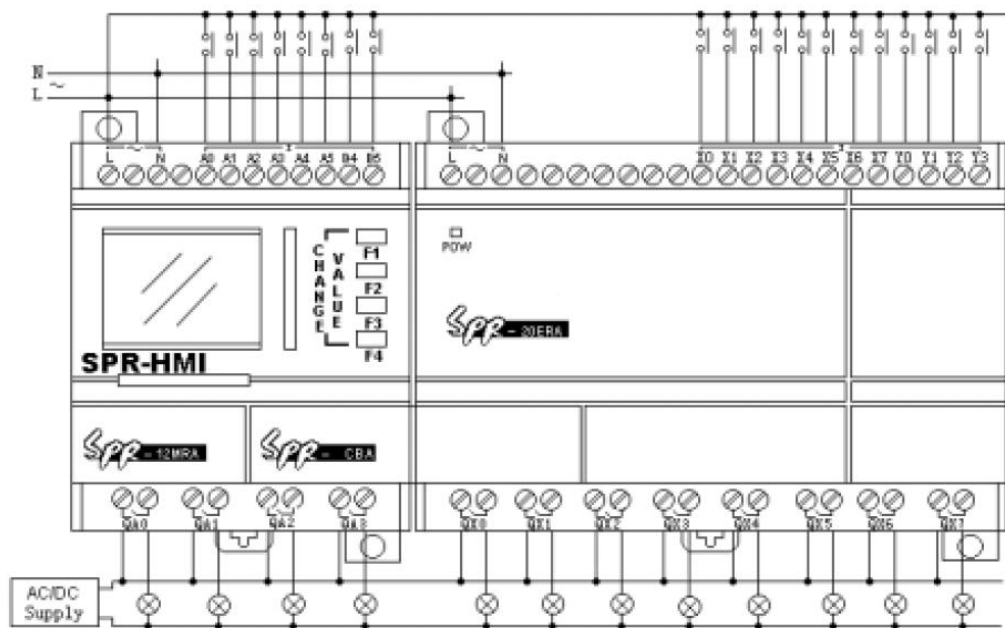 N ~
L
L ~ N A0 A1 A2 A3 A4 A5 B4 B5
I
L ~ N
X0 X1 X2 X3 X4 X5 X6 X7 Y0 Y1 Y2 Y3
I
CHANGE
VALUE
F1
F2
F3
F4
SPR-HMI
POW
SPR-20ERA
SPR-12MRA
SPR-CBA
QA0 QA1 QA2 QA3 QX0 QX1 QX2 QX3 QX4 QX5 QX6 QX7
AC/DC
Supply